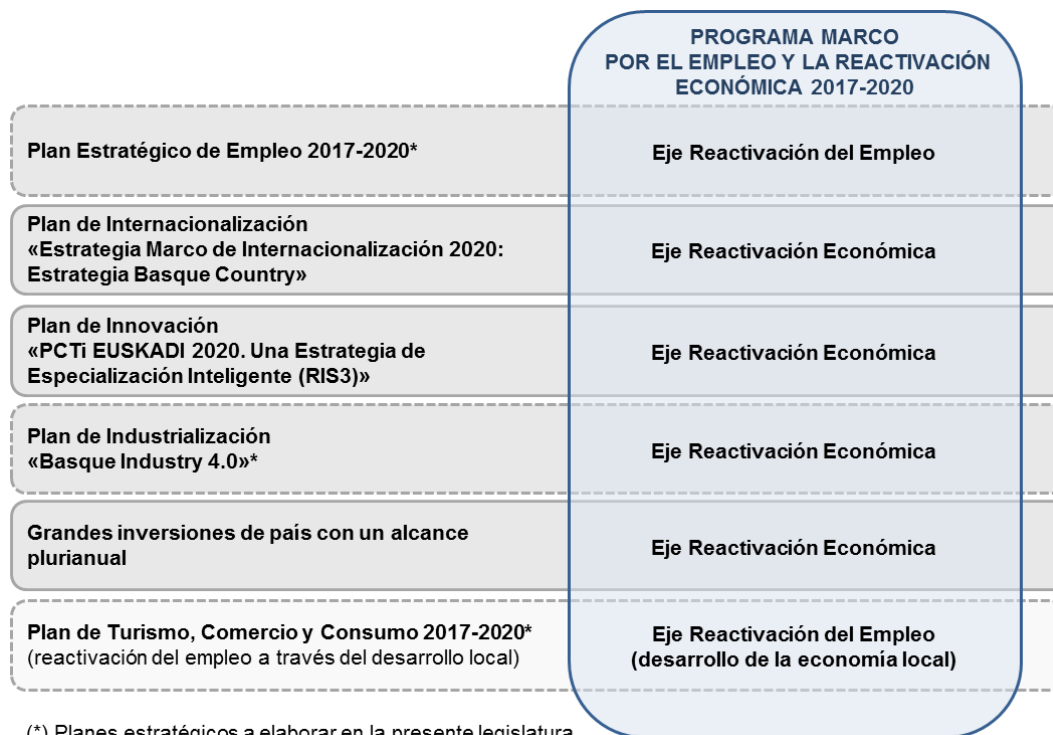 PROGRAMA MARCO
POR EL EMPLEO Y LA REACTIVACIÓN
ECONÓMICA 2017-2020
Plan Estratégico de Empleo 2017-2020*
Eje Reactivación del Empleo
Plan de Internacionalización
«Estrategia Marco de Internacionalización 2020:
Estrategia Basque Country»
Eje Reactivación Económica
Plan de Innovación
«PCTi EUSKADI 2020. Una Estrategia de
Especialización Inteligente (RIS3)»
Eje Reactivación Económica
Plan de Industrialización
«Basque Industry 4.0»*
Eje Reactivación Económica
Grandes inversiones de país con un alcance
plurianual
Eje Reactivación Económica
Plan de Turismo, Comercio y Consumo 2017-2020*
(reactivación del empleo a través del desarrollo local)
Eje Reactivación del Empleo
(desarrollo de la economía local)
(*) Planes estratégicos a elaborar en la presente legislatura